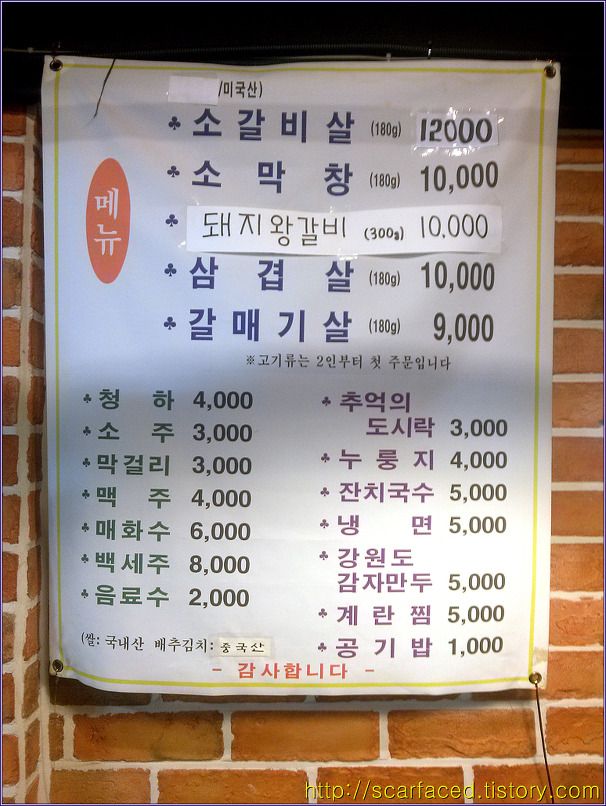 /미국산)
♣ 소갈비살 (180g) 12000
♣ 소막창 (180g) 10,000
♣ 돼지왕갈비 (300g) 10,000
♣ 삼겹살 (180g) 10,000
♣ 갈매기살 (180g) 9,000
메뉴
※고기류는 2인부터 첫 주문입니다
♣ 청하 4,000
♣ 소주 3,000
♣ 막걸리 3,000
♣ 맥주 4,000
♣ 매화수 6,000
♣ 백세주 8,000
♣ 음료수 2,000
♣ 추억의
도시락 3,000
♣ 누룽지 4,000
♣ 잔치국수 5,000
♣ 냉면 5,000
♣ 강원도
감자만두 5,000
♣ 계란찜 5,000
♣ 공기밥 1,000
(쌀: 국내산 배추김치: 중국산
- 감사합니다 -
http://scarfaced.tistory.com